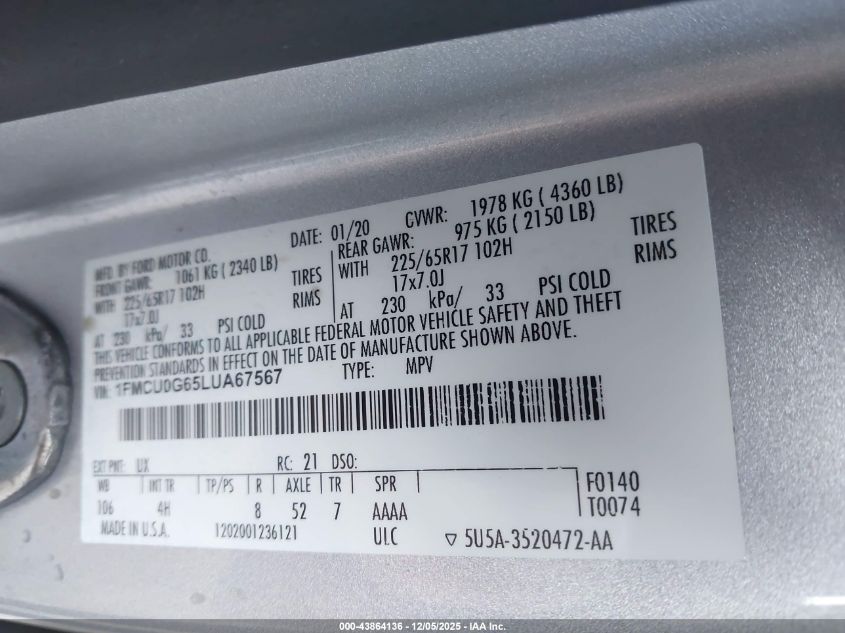 MFD. BY FORD MOTOR CO.
DATE: 01/20 GVWR: 1978 KG ( 4360 LB)
FRONT GAWR: 1061 KG ( 2340 LB)
REAR GAWR: 975 KG ( 2150 LB)
WITH 225/65R17 102H TIRES
WITH 225/65R17 102H TIRES
17x7.0J RIMS
17x7.0J RIMS
AT 230 kPa/ 33 PSI COLD
AT 230 kPa/ 33 PSI COLD
THIS VEHICLE CONFORMS TO ALL APPLICABLE FEDERAL MOTOR VEHICLE SAFETY AND THEFT
PREVENTION STANDARDS IN EFFECT ON THE DATE OF MANUFACTURE SHOWN ABOVE.
VIN: 1FMCU0G65LUA67567 TYPE: MPV
EXT PNT: UX RC: 21 DSO:
WB INT TR TP/PS R AXLE TR SPR
106 4H 8 52 7 AAAA
F0140
T0074
MADE IN U.S.A. 1202001236121 ULC ▽ 5U5A-3520472-AA
000-43864136 - 12/05/2025 - IAA Inc.